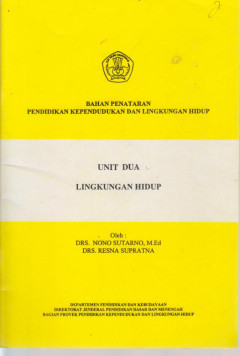 BAHAN PENATARAN
PENDIDIKAN KEPENDUDUKAN DAN LINGKUNGAN HIDUP
UNIT DUA
LINGKUNGAN HIDUP
Oleh :
DRS. NONO SUTARNO, M.Ed
DRS. RESNA SUPRATNA
DEPARTEMEN PENDIDIKAN DAN KEBUDAYAAN
DIREKTORAT JENDERAL PENDIDIKAN DASAR DAN MENENGAH
BAGIAN PROYEK PENDIDIKAN KEPENDUDUKAN DAN LINGKUNGAN HIDUP